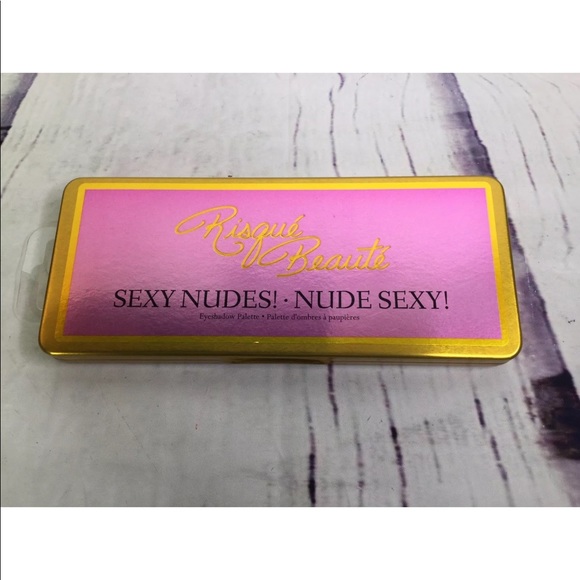 Risqué
Beauté
SEXY NUDES! · NUDE SEXY!
Eyeshadow Palette • Palette d'ombres à paupières